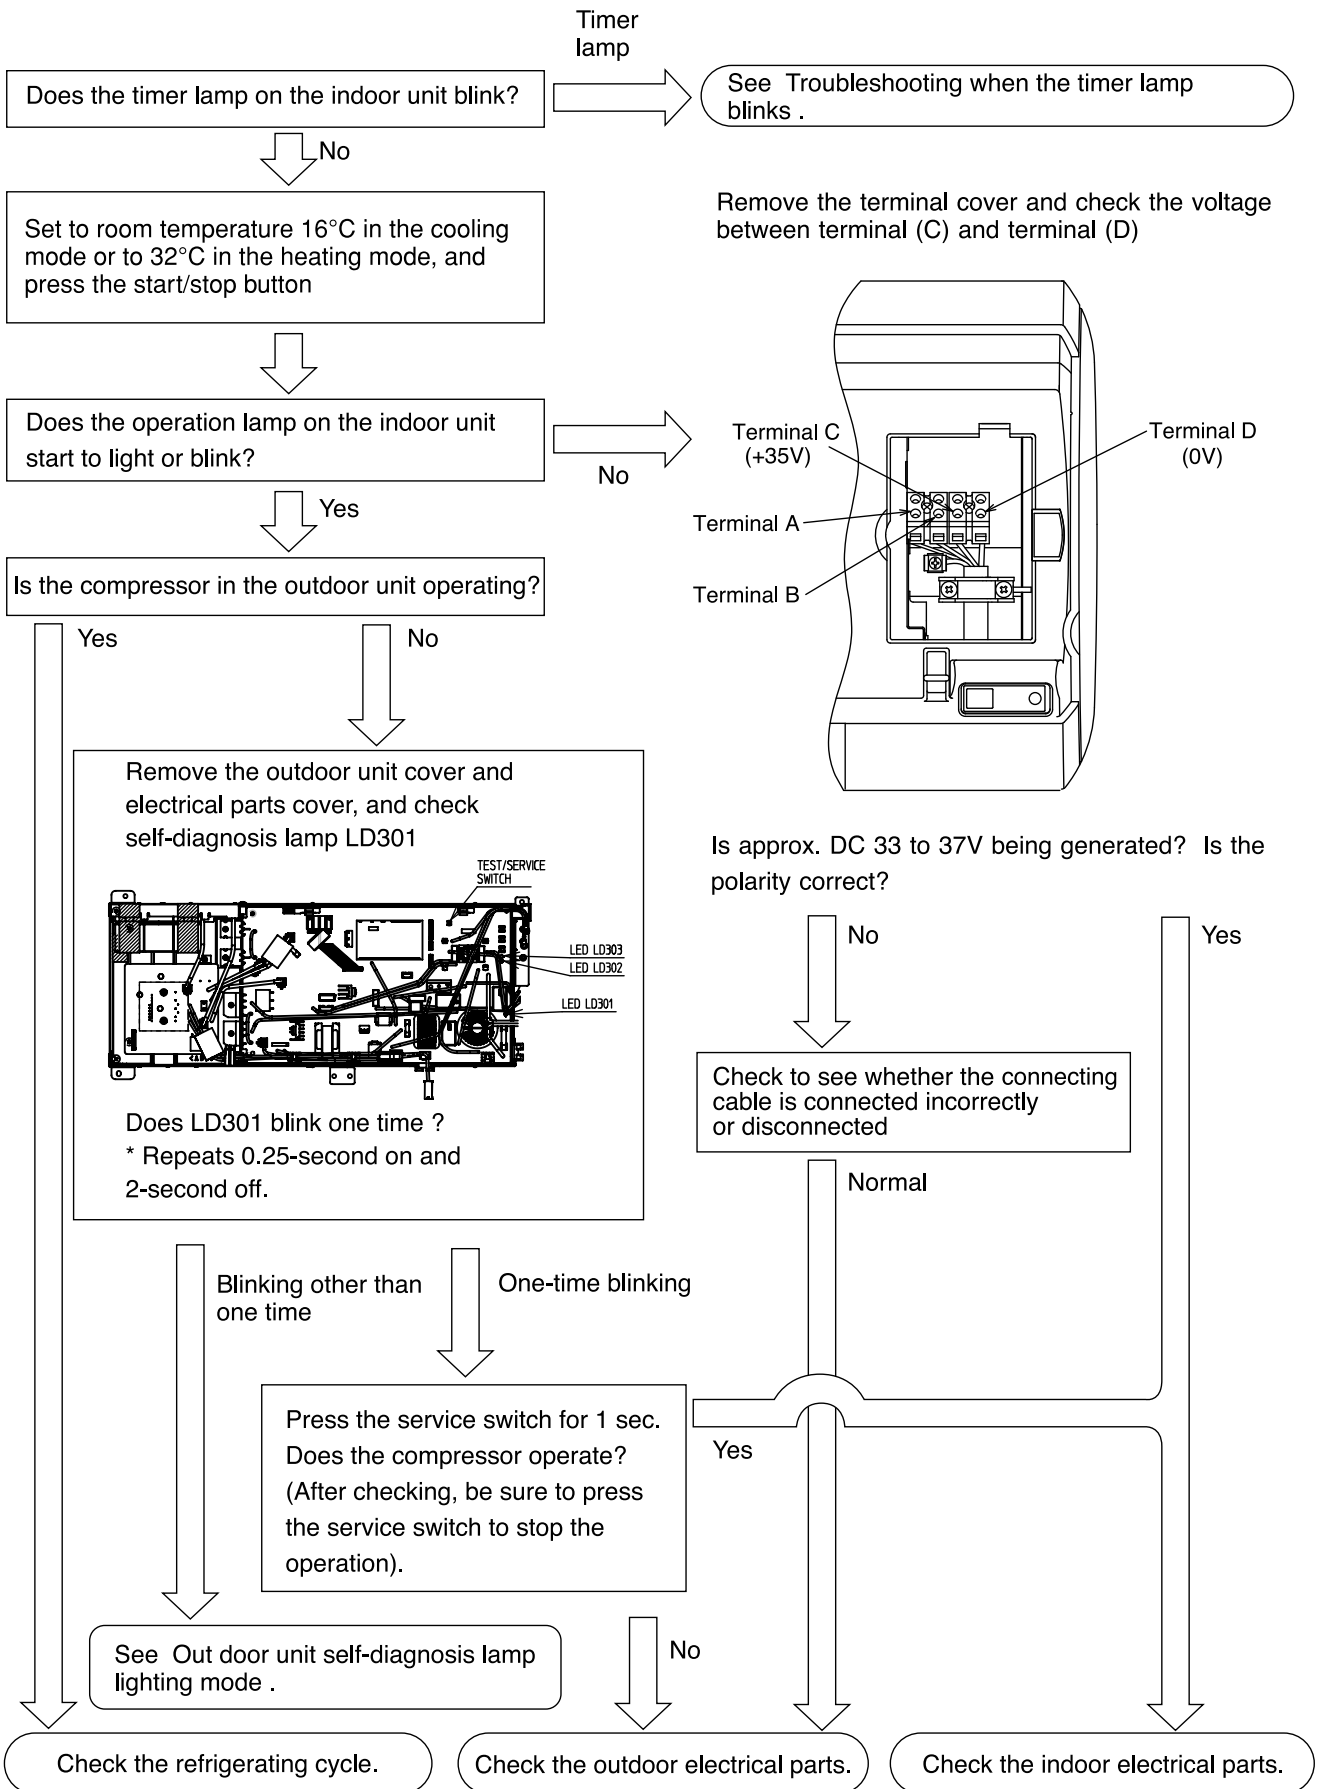 Timer
lamp
Does the timer lamp on the indoor unit blink?
See Troubleshooting when the timer lamp
blinks .
No
Set to room temperature 16°C in the cooling
mode or to 32°C in the heating mode, and
press the start/stop button
Remove the terminal cover and check the voltage
between terminal (C) and terminal (D)
Does the operation lamp on the indoor unit
start to light or blink?
No
Yes
Terminal C
(+35V)
Terminal D
(0V)
Terminal A
Terminal B
Is the compressor in the outdoor unit operating?
Yes
No
Remove the outdoor unit cover and
electrical parts cover, and check
self-diagnosis lamp LD301
TEST/SERVICE
SWITCH
LED LD303
LED LD302
LED LD301
Does LD301 blink one time ?
* Repeats 0.25-second on and
2-second off.
Is approx. DC 33 to 37V being generated? Is the
polarity correct?
No
Yes
Check to see whether the connecting
cable is connected incorrectly
or disconnected
Normal
Blinking other than
one time
One-time blinking
Press the service switch for 1 sec.
Does the compressor operate?
(After checking, be sure to press
the service switch to stop the
operation).
Yes
No
See Out door unit self-diagnosis lamp
lighting mode .
Check the refrigerating cycle.
Check the outdoor electrical parts.
Check the indoor electrical parts.